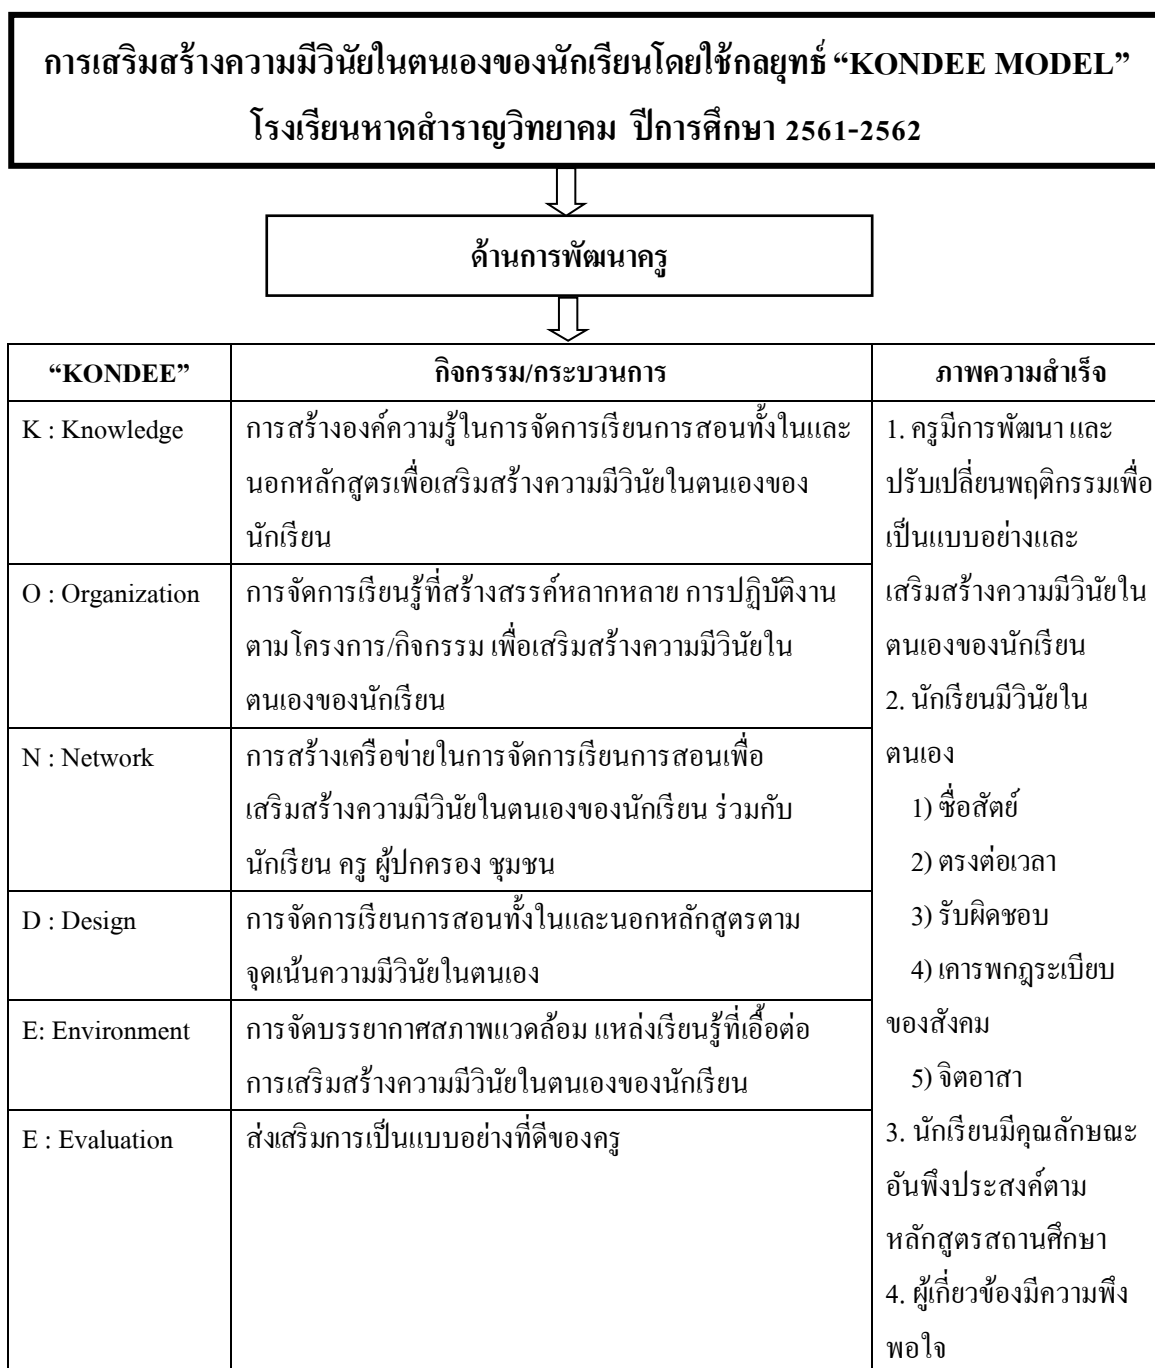 การเสริมสร้างความมีวินัยในตนเองของนักเรียนโดยใช้กลยุทธ์ “KONDEE MODEL”
โรงเรียนหาดสำราญวิทยาคม ปีการศึกษา 2561-2562
ด้านการพัฒนาครู
“KONDEE”
กิจกรรม/กระบวนการ
ภาพความสำเร็จ
K : Knowledge
การสร้างองค์ความรู้ในการจัดการเรียนการสอนทั้งในและ
นอกหลักสูตรเพื่อเสริมสร้างความมีวินัยในตนเองของ
นักเรียน
O : Organization
การจัดการเรียนรู้ที่สร้างสรรค์หลากหลาย การปฏิบัติงาน
ตามโครงการ/กิจกรรม เพื่อเสริมสร้างความมีวินัยใน
ตนเองของนักเรียน
N : Network
การสร้างเครือข่ายในการจัดการเรียนการสอนเพื่อ
เสริมสร้างความมีวินัยในตนเองของนักเรียน ร่วมกับ
นักเรียน ครู ผู้ปกครอง ชุมชน
D : Design
การจัดการเรียนการสอนทั้งในและนอกหลักสูตรตาม
จุดเน้นความมีวินัยในตนเอง
E: Environment
การจัดบรรยากาศสภาพแวดล้อม แหล่งเรียนรู้ที่เอื้อต่อ
การเสริมสร้างความมีวินัยในตนเองของนักเรียน
E : Evaluation
ส่งเสริมการเป็นแบบอย่างที่ดีของครู
1. ครูมีการพัฒนา และ
ปรับเปลี่ยนพฤติกรรมเพื่อ
เป็นแบบอย่างและ
เสริมสร้างความมีวินัยใน
ตนเองของนักเรียน
2. นักเรียนมีวินัยใน
ตนเอง
1) ซื่อสัตย์
2) ตรงต่อเวลา
3) รับผิดชอบ
4) เคารพกฎระเบียบ
ของสังคม
5) จิตอาสา
3. นักเรียนมีคุณลักษณะ
อันพึงประสงค์ตาม
หลักสูตรสถานศึกษา
4. ผู้เกี่ยวข้องมีความพึง
พอใจ